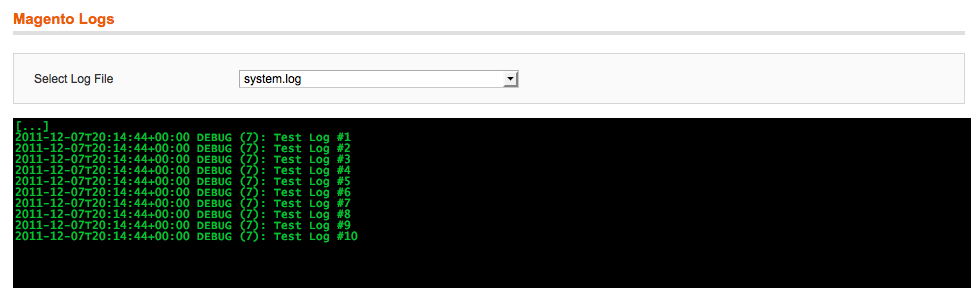 Magento Logs
Select Log File system.log
[...]
2011-12-07T20:14:44+00:00 DEBUG (7): Test Log #1
2011-12-07T20:14:44+00:00 DEBUG (7): Test Log #2
2011-12-07T20:14:44+00:00 DEBUG (7): Test Log #3
2011-12-07T20:14:44+00:00 DEBUG (7): Test Log #4
2011-12-07T20:14:44+00:00 DEBUG (7): Test Log #5
2011-12-07T20:14:44+00:00 DEBUG (7): Test Log #6
2011-12-07T20:14:44+00:00 DEBUG (7): Test Log #7
2011-12-07T20:14:44+00:00 DEBUG (7): Test Log #8
2011-12-07T20:14:44+00:00 DEBUG (7): Test Log #9
2011-12-07T20:14:44+00:00 DEBUG (7): Test Log #10